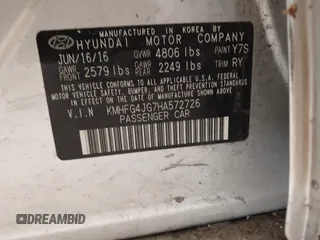 MANUFACTURED IN KOREA BY
HYUNDAI MOTOR COMPANY
JUN/16/16 GVWR 4806 lbs PAINT Y7S
GAWR FRT 2579 lbs GAWR REAR 2249 lbs TRIM RY
THIS VEHICLE CONFORMS TO ALL APPLICABLE
FEDERAL MOTOR VEHICLE SAFETY, BUMPER, AND THEFT
PREVENTION STANDARDS IN EFFECT ON THE DATE OF
MANUFACTURE SHOWN ABOVE.
V.I.N KMHFG4JG7HA572726
PASSENGER CAR
DREAMBID